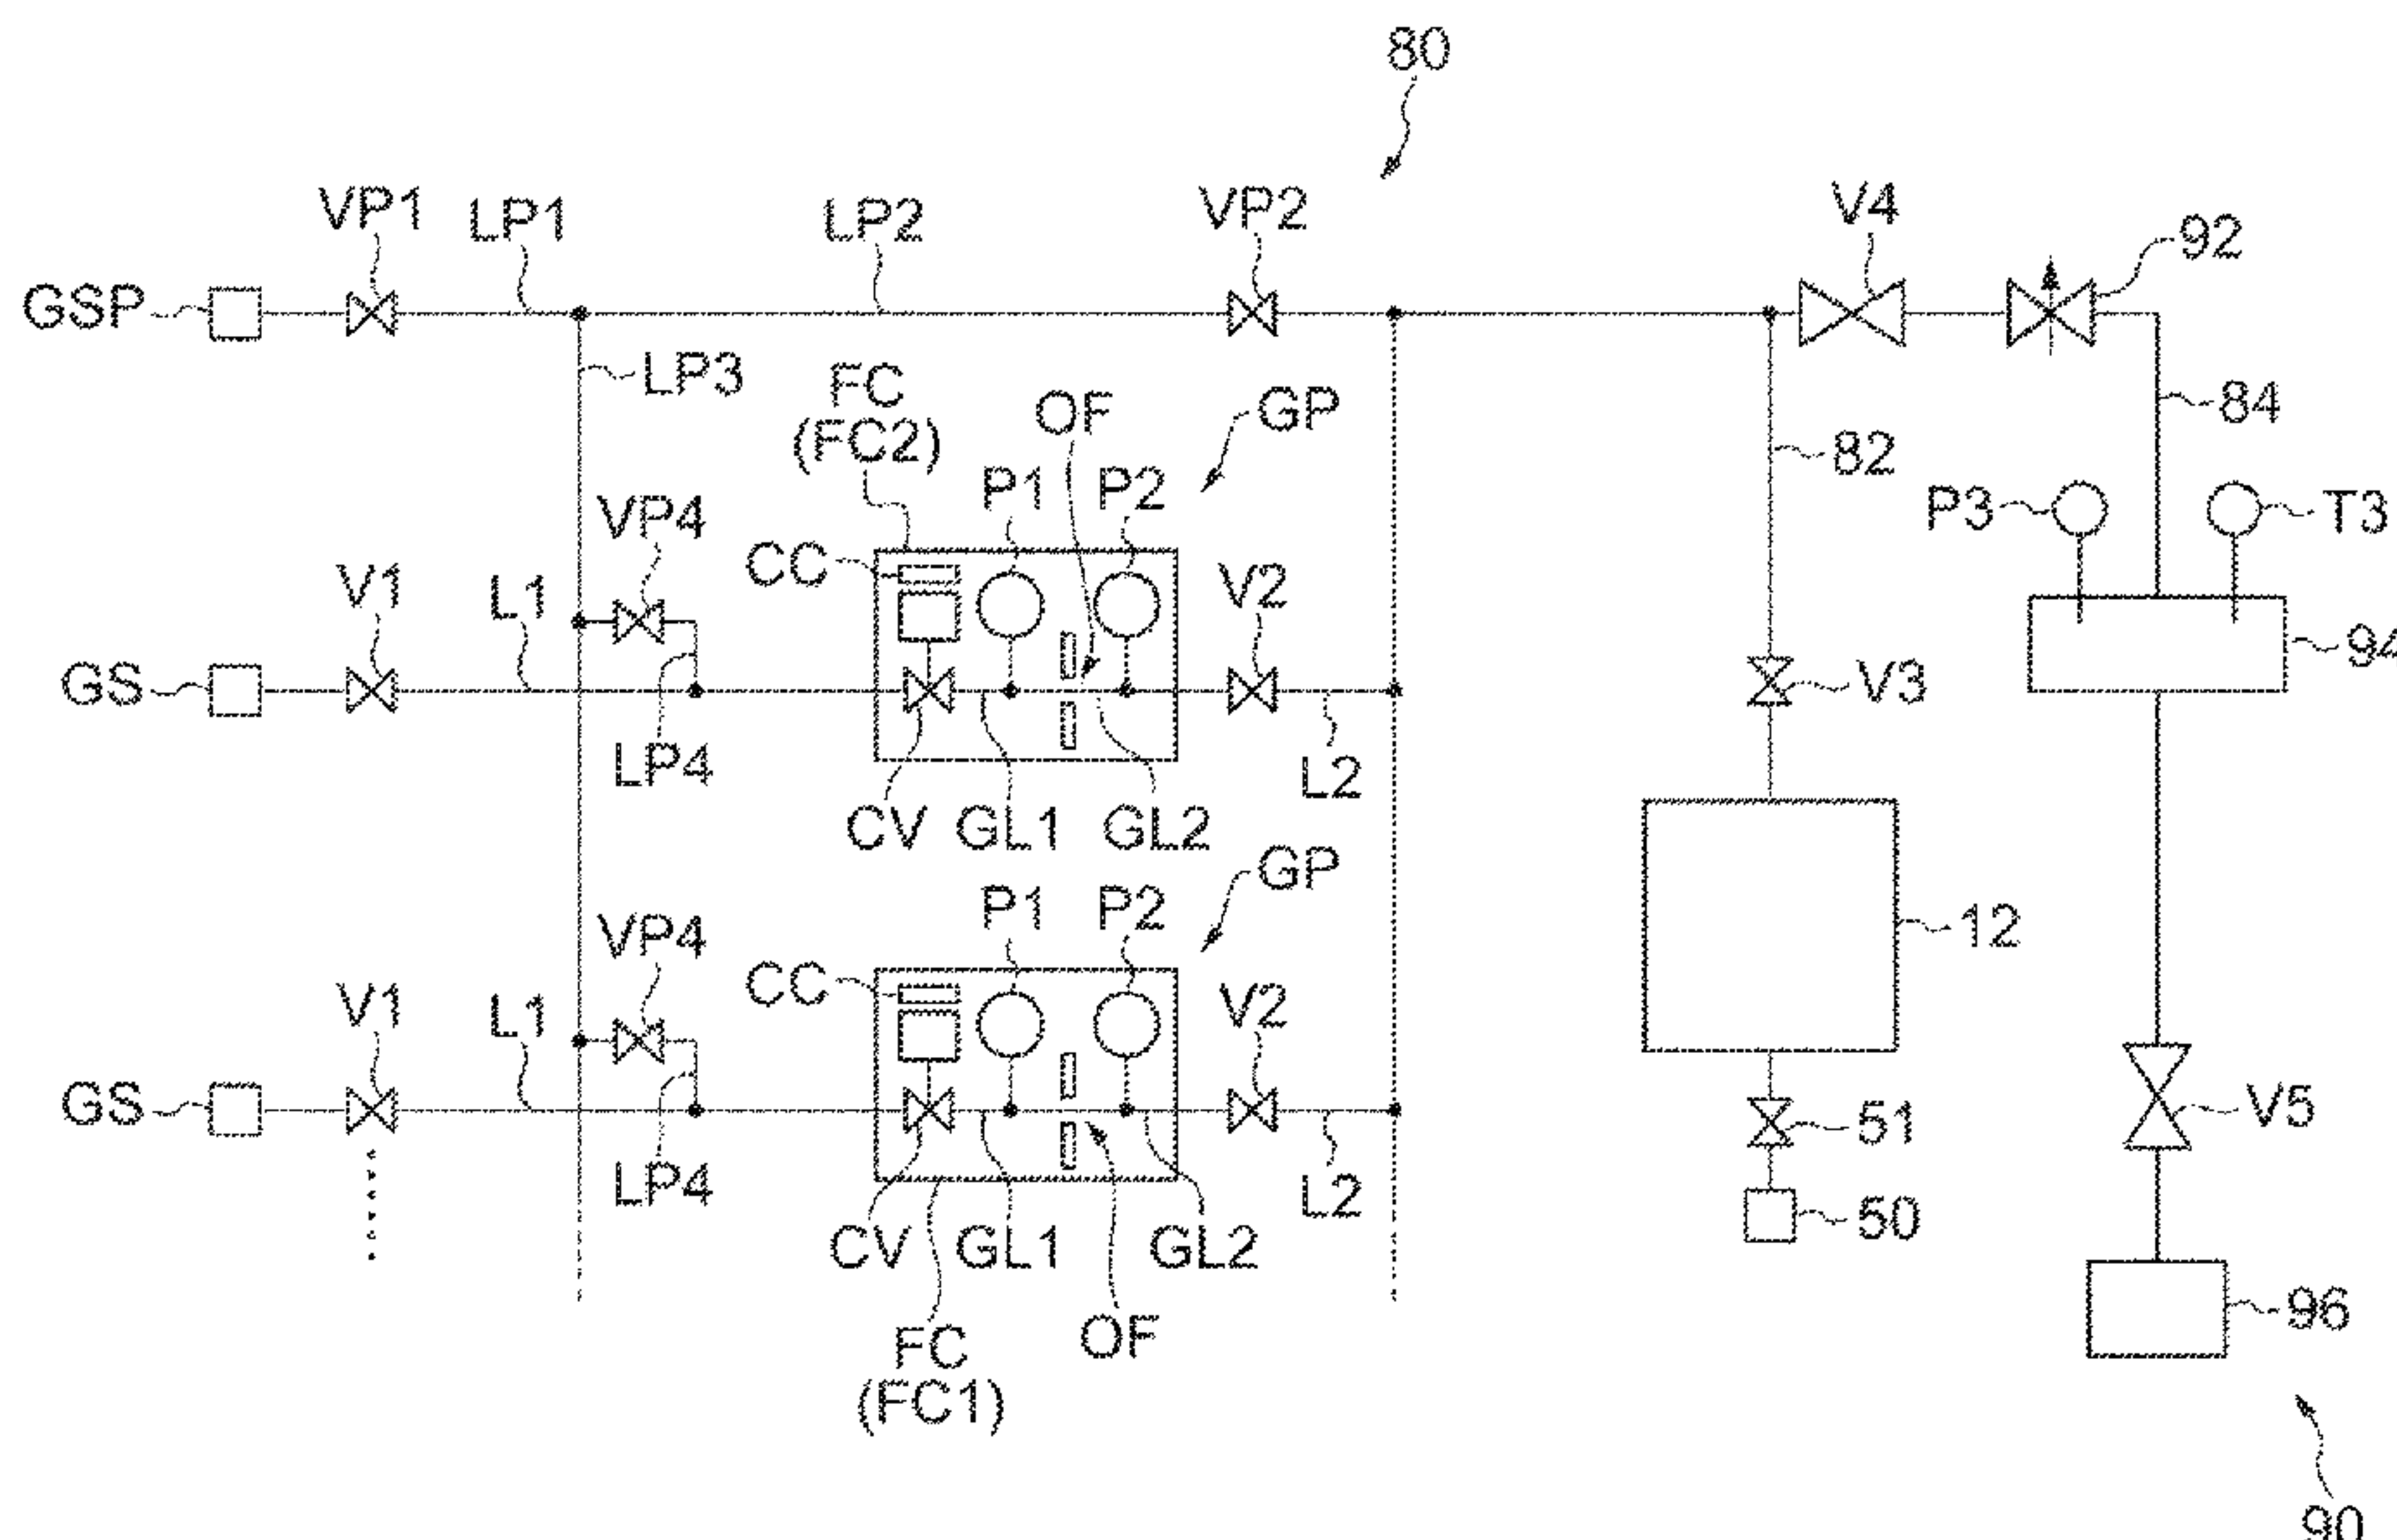 80
VP1
LP1
LP2
VP2
V4
92
GSP
LP3
FC
(FC2)
OF
GP
84
82
P1
P2
P3
T3
VP4
CC
V1
L1
V2
GS
94
V3
LP4
L2
CV
GL1
GL2
GP
P1
P2
12
VP4
CC
V1
L1
V2
GS
51
V5
LP4
L2
50
CV
GL1
GL2
96
FC
(FC1)
OF
90